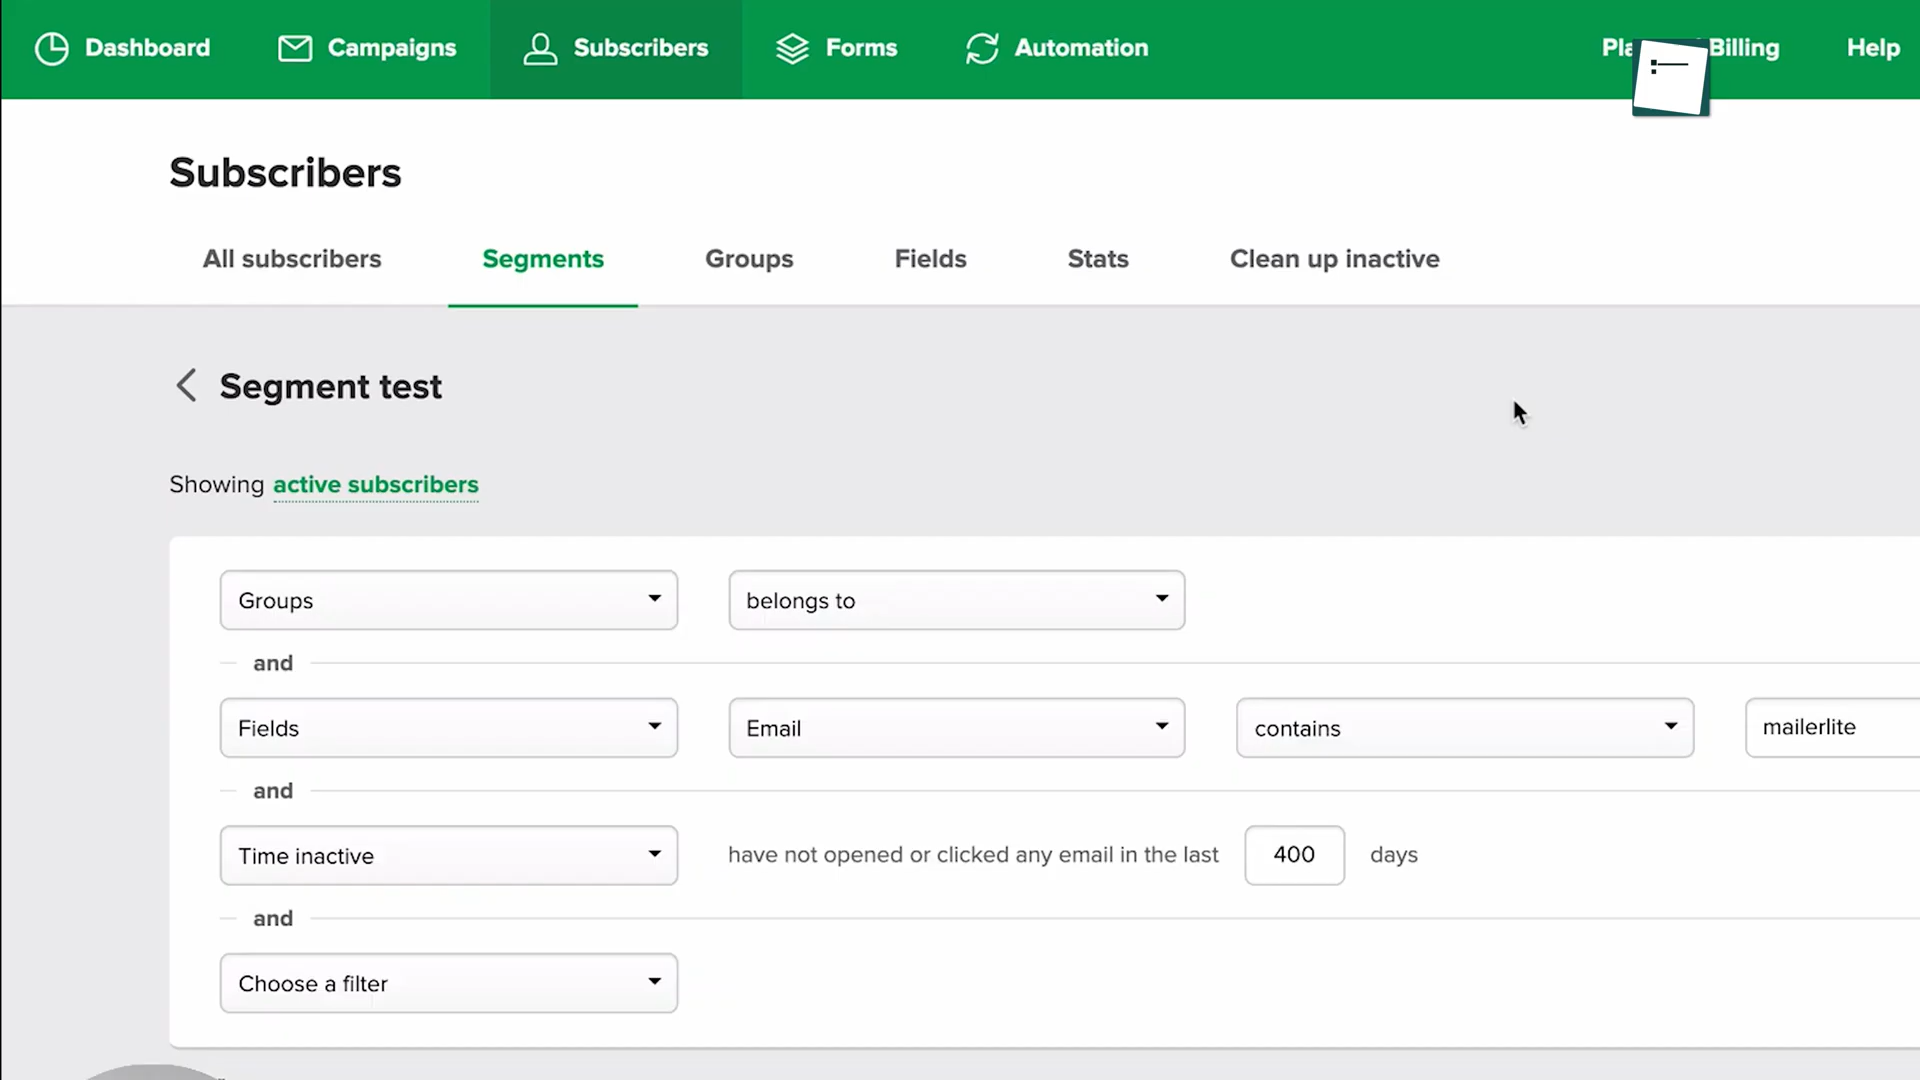 Dashboard
Campaigns
Subscribers
Forms
Automation
Billing
Help
Subscribers
All subscribers
Segments
Groups
Fields
Stats
Clean up inactive
Segment test
Showing active subscribers
Groups
belongs to
and
Fields
Email
contains
mailerlite
and
Time inactive
have not opened or clicked any email in the last
400
days
and
Choose a filter